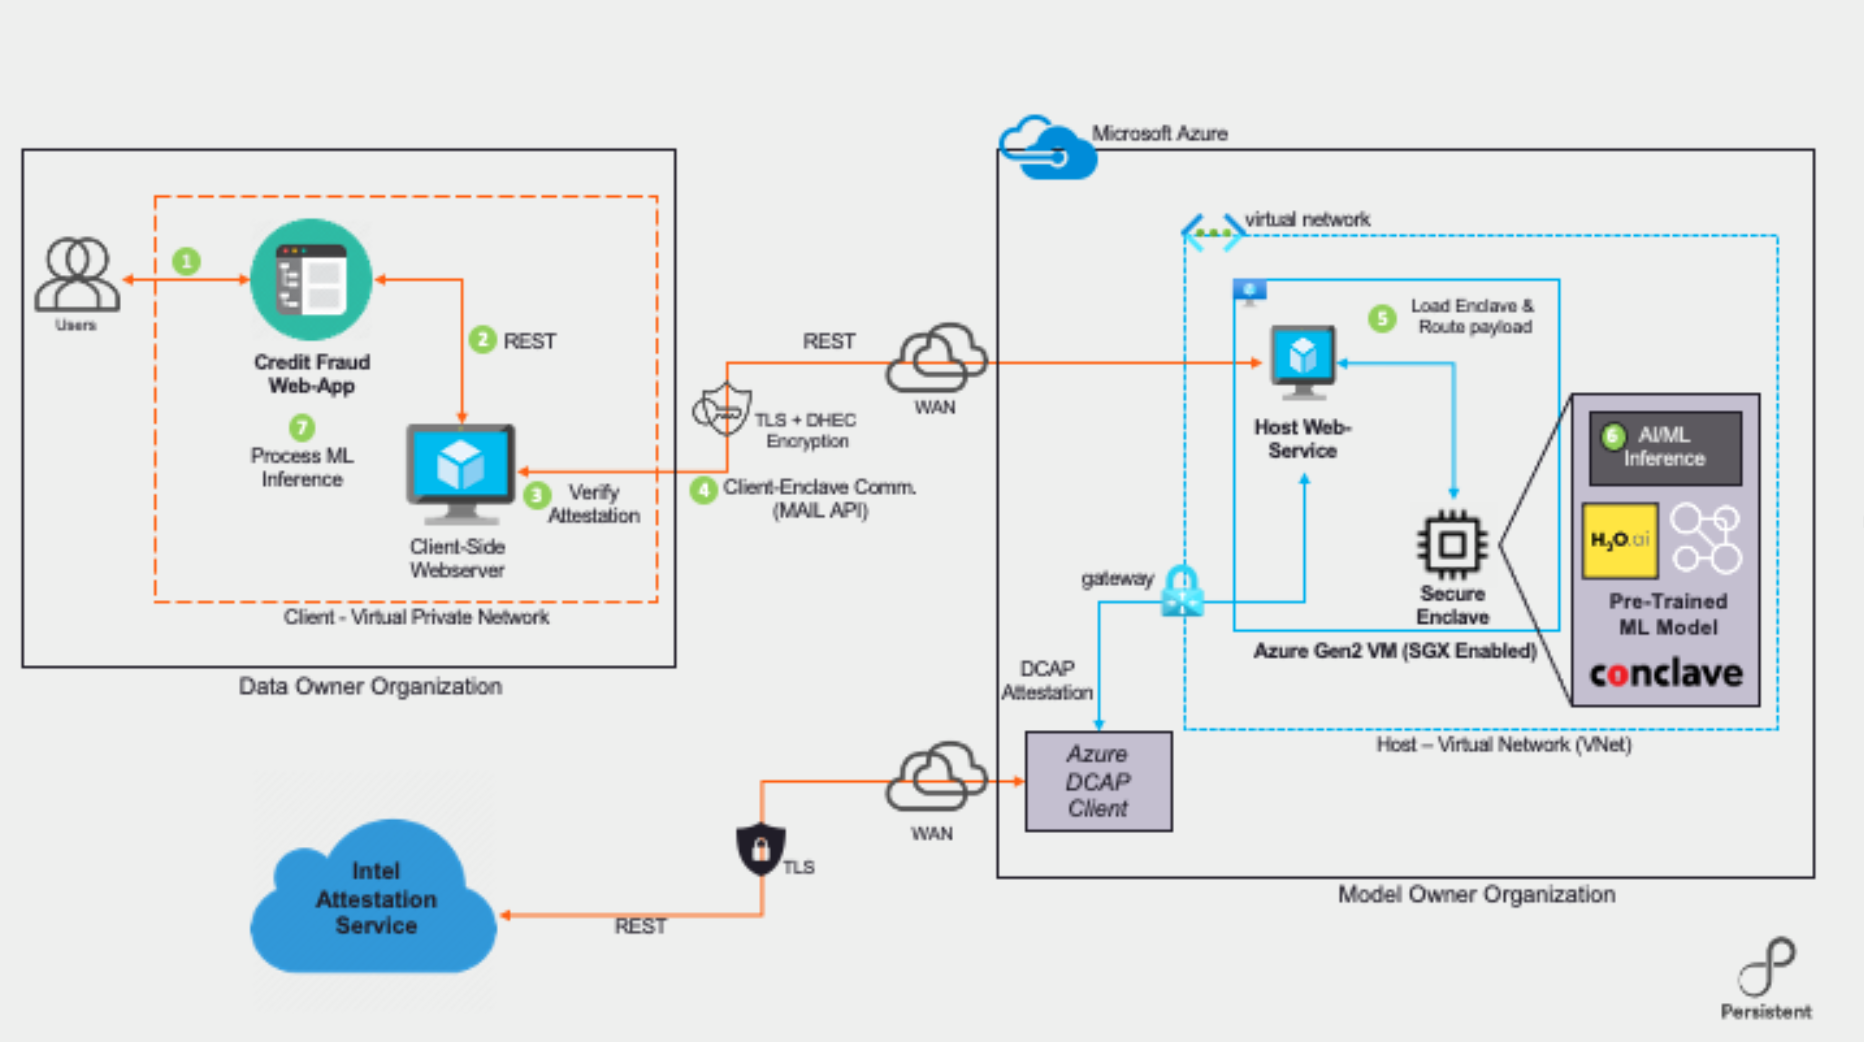 Microsoft Azure
virtual network
Users
1
Credit Fraud
Web-App
2
REST
7
Process ML
Inference
3
Verify
Attestation
Client-Side
Webserver
Client - Virtual Private Network
Data Owner Organization
REST
WAN
TLS + DHEC
Encryption
4
Client-Enclave Comm.
(MAIL API)
5
Load Enclave &
Route payload
Host Web-
Service
6
AI/ML
Inference
H2O.ai
Pre-Trained
ML Model
conclave
Secure
Enclave
Azure Gen2 VM (SGX Enabled)
gateway
DCAP
Attestation
Host – Virtual Network (VNet)
Azure
DCAP
Client
WAN
TLS
REST
Intel
Attestation
Service
Model Owner Organization
Persistent